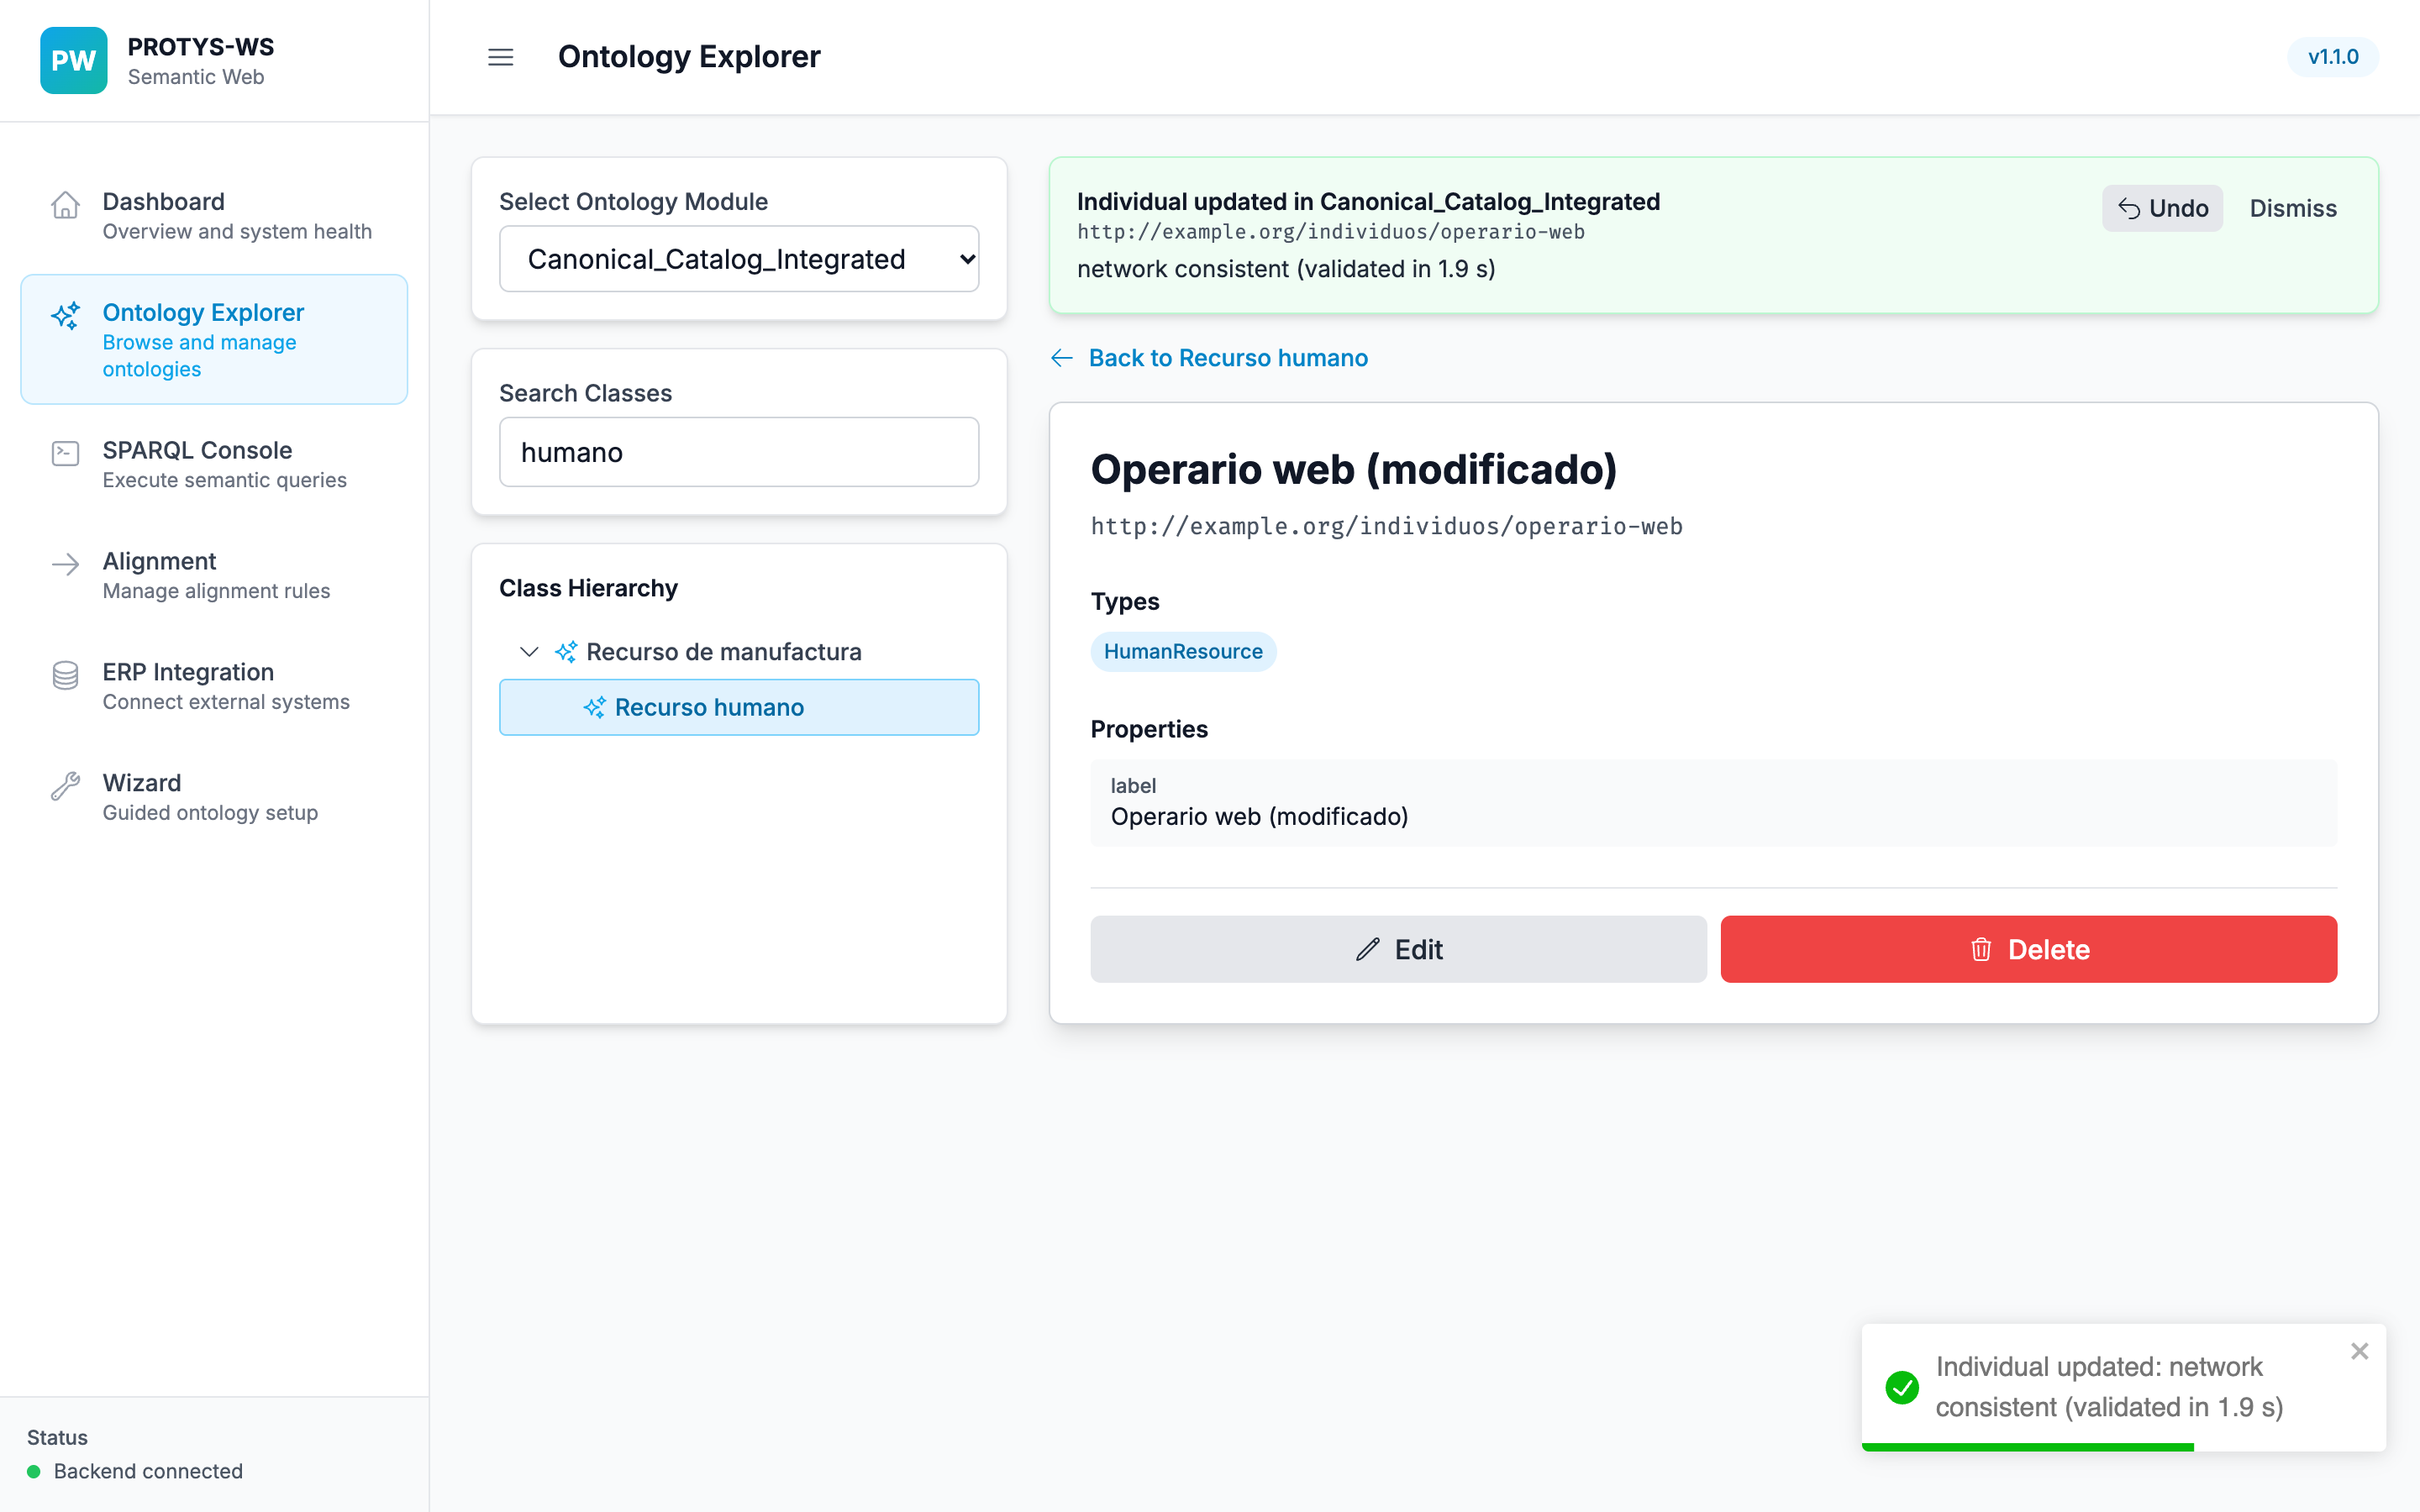 PW
PROTYS-WS
Semantic Web
Dashboard
Overview and system health
Ontology Explorer
Browse and manage
ontologies
SPARQL Console
Execute semantic queries
Alignment
Manage alignment rules
ERP Integration
Connect external systems
Wizard
Guided ontology setup
Status
Backend connected
Ontology Explorer
v1.1.0
Select Ontology Module
Canonical_Catalog_Integrated
Search Classes
humano
Class Hierarchy
Recurso de manufactura
Recurso humano
Individual updated in Canonical_Catalog_Integrated
http://example.org/individuos/operario-web
network consistent (validated in 1.9 s)
Undo
Dismiss
Back to Recurso humano
Operario web (modificado)
http://example.org/individuos/operario-web
Types
HumanResource
Properties
label
Operario web (modificado)
Edit
Delete
Individual updated: network
consistent (validated in 1.9 s)